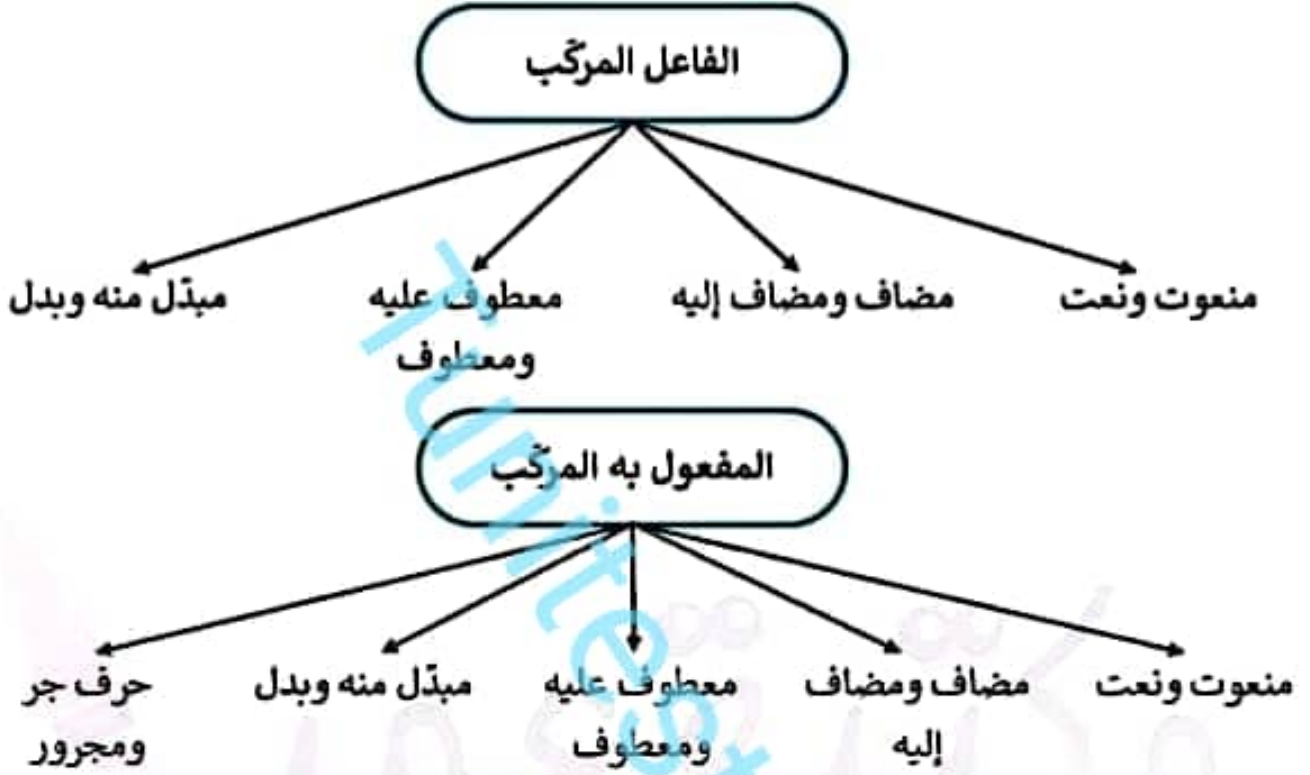 الفاعل المركّب
منعوت ونعت
مضاف ومضاف إليه
معطوف عليه
ومعطوف
مبدّل منه وبدل
المفعول به المركّب
منعوت ونعت
مضاف ومضاف
إليه
معطوف عليه
ومعطوف
مبدّل منه وبدل
حرف جر
ومجرور
Tunitest